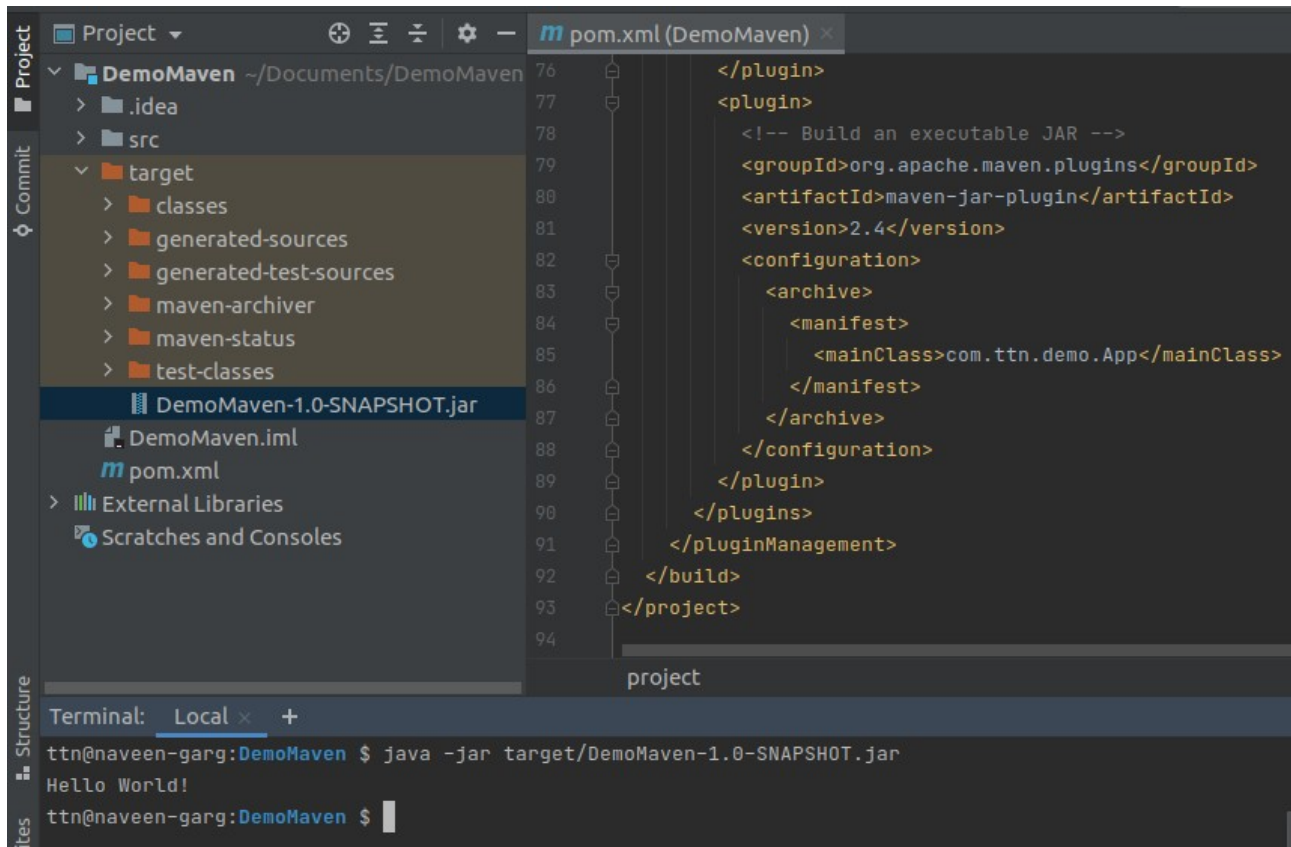 Project
Commit
Structure
Project
DemoMaven ~/Documents/DemoMaven
.idea
src
target
classes
generated-sources
generated-test-sources
maven-archiver
maven-status
test-classes
DemoMaven-1.0-SNAPSHOT.jar
DemoMaven.iml
m pom.xml
External Libraries
Scratches and Consoles
m pom.xml (DemoMaven) ×
76 </plugin>
77 <plugin>
78 <!-- Build an executable JAR -->
79 <groupId>org.apache.maven.plugins</groupId>
80 <artifactId>maven-jar-plugin</artifactId>
81 <version>2.4</version>
82 <configuration>
83 <archive>
84 <manifest>
85 <mainClass>com.ttn.demo.App</mainClass>
86 </manifest>
87 </archive>
88 </configuration>
89 </plugin>
90 </plugins>
91 </pluginManagement>
92 </build>
93 </project>
94
project
Terminal: Local × +
ttn@naveen-garg:DemoMaven $ java -jar target/DemoMaven-1.0-SNAPSHOT.jar
Hello World!
ttn@naveen-garg:DemoMaven $